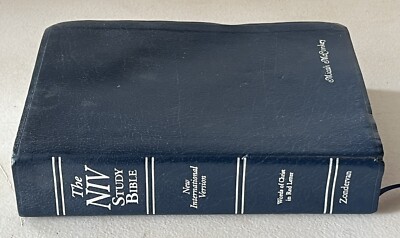 The
NIV
STUDY
BIBLE
New
International
Version
Words of Christ
in Red Letter
Zondervan